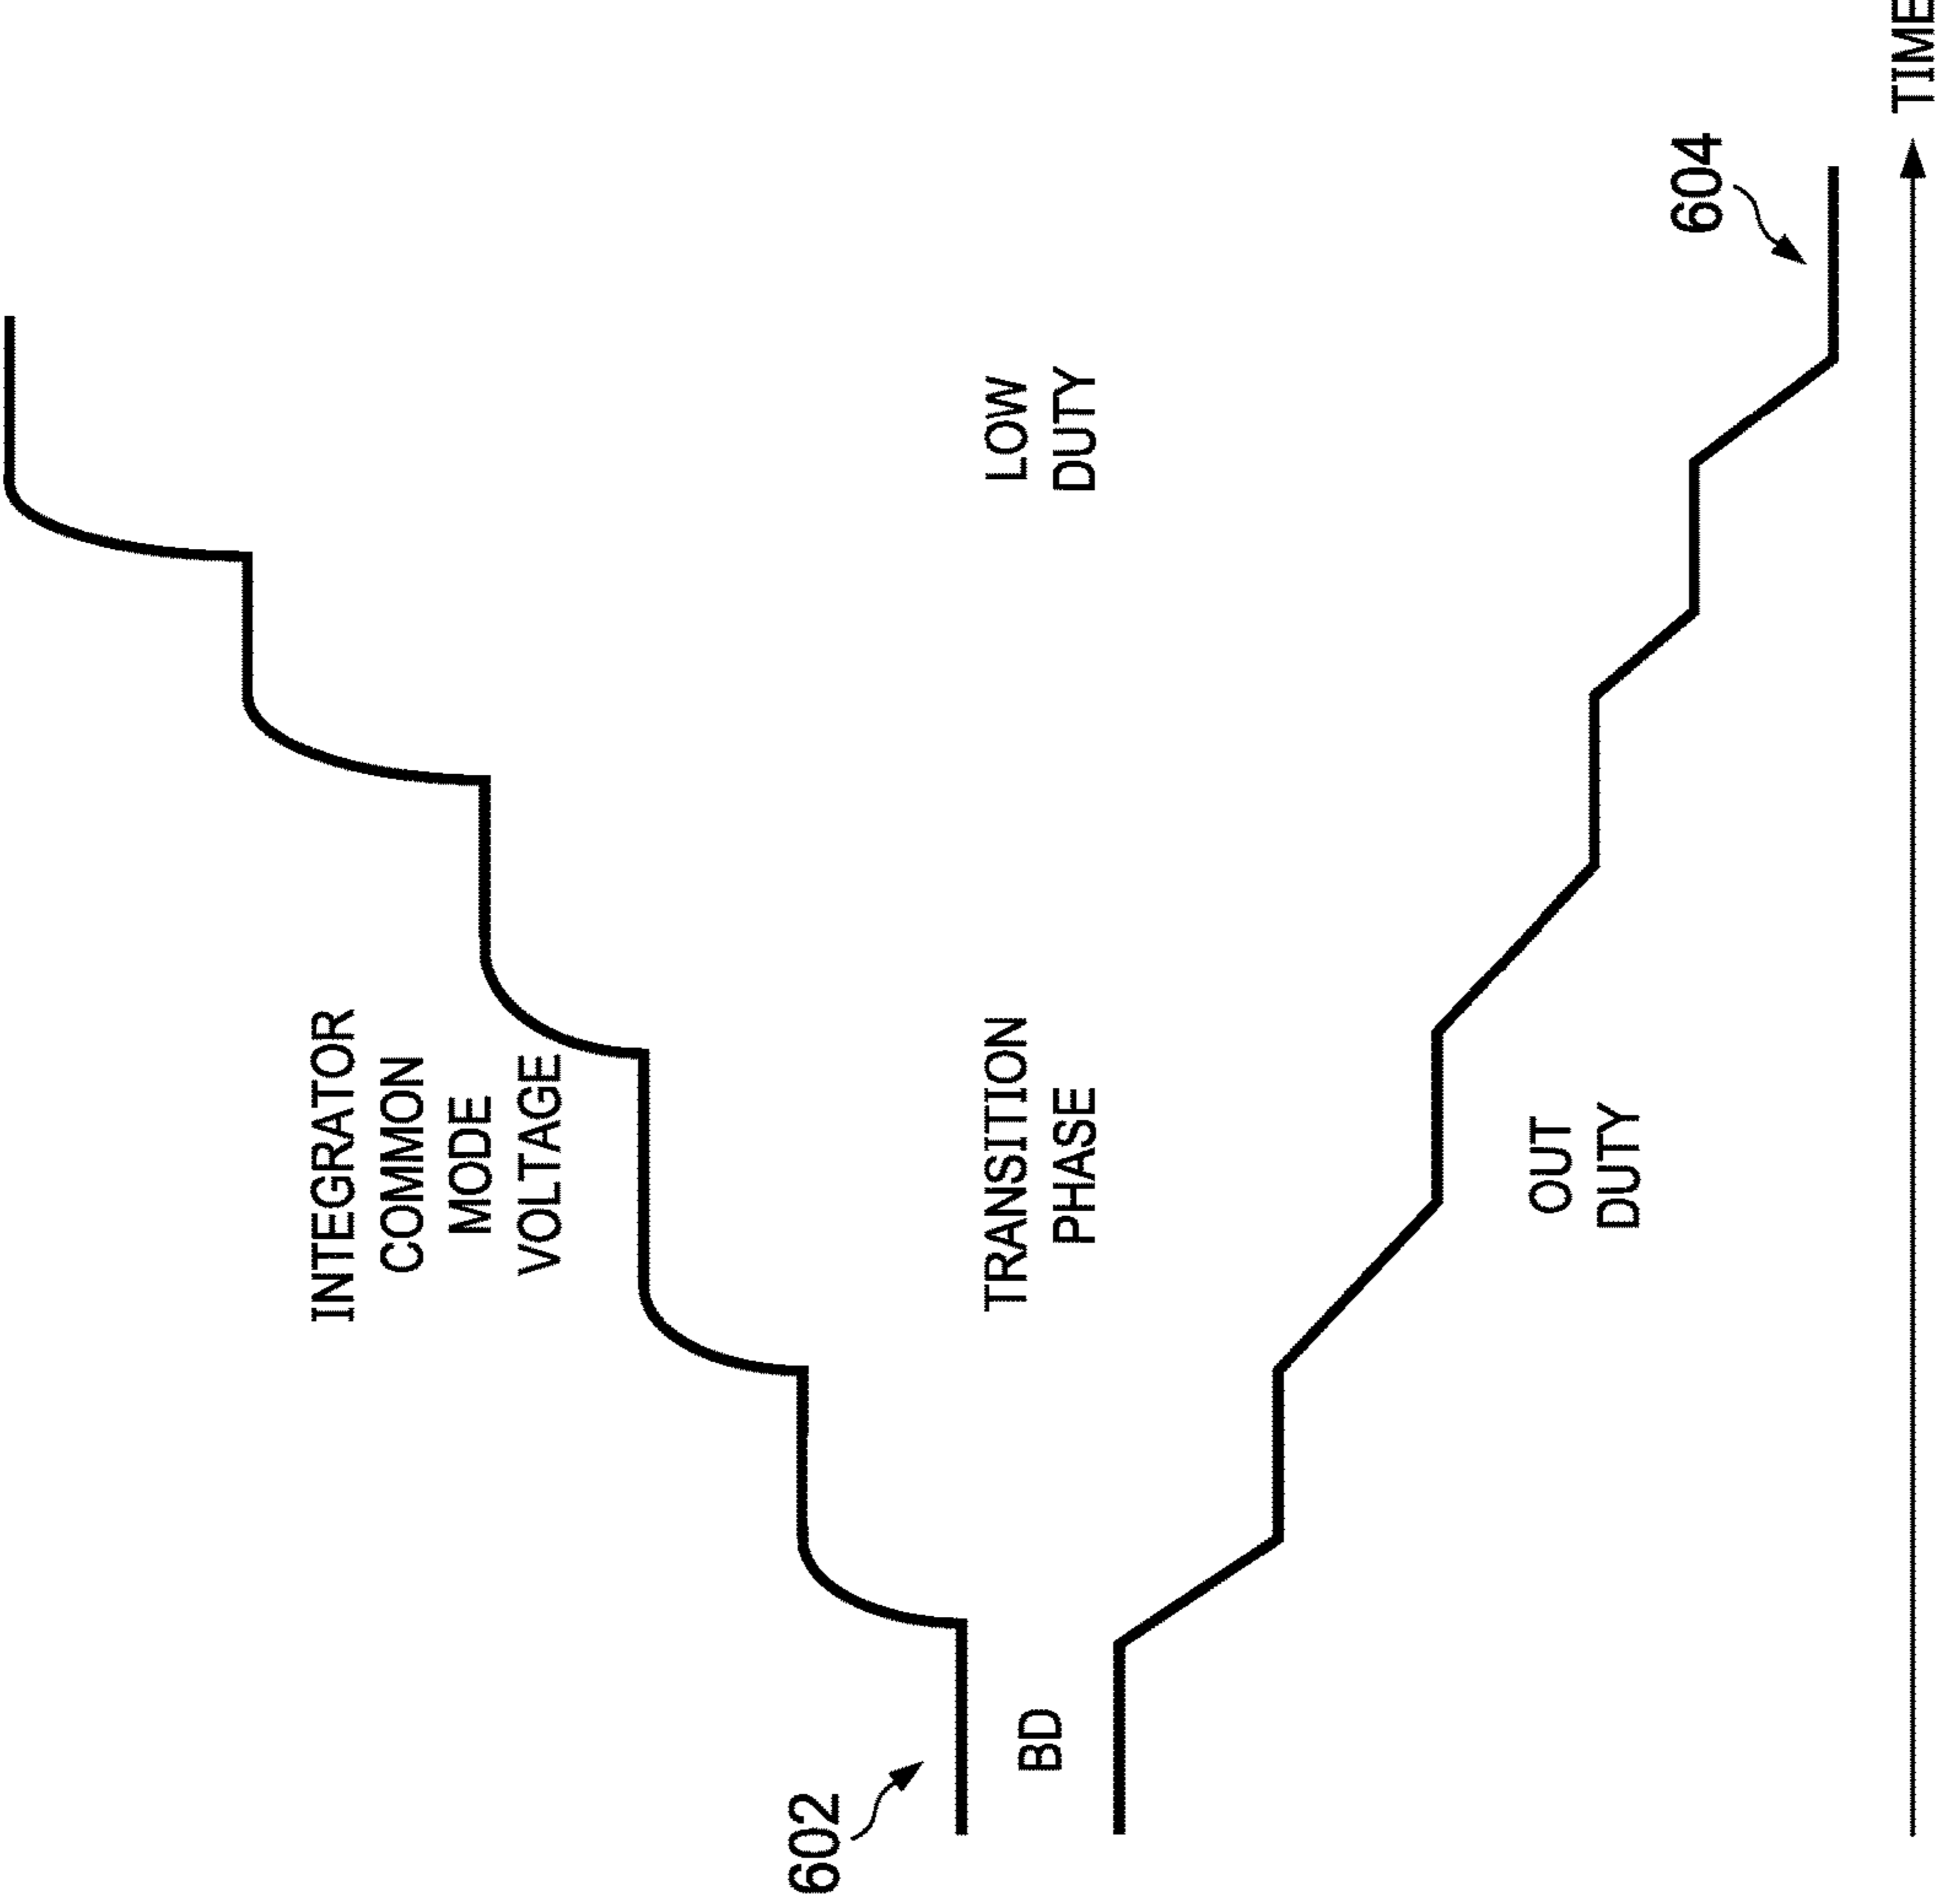 INTEGRATOR
COMMON
MODE
VOLTAGE
602
BD
TRANSITION
PHASE
LOW
DUTY
OUT
DUTY
604
TIME